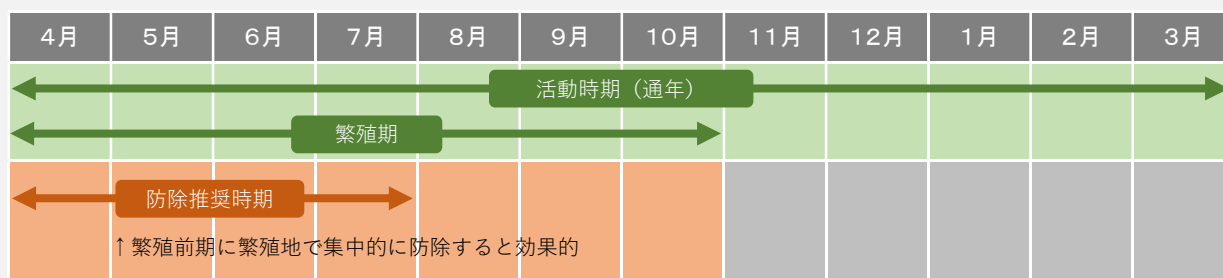 4月 5月 6月 7月 8月 9月 10月 11月 12月 1月 2月 3月
活動時期（通年）
繁殖期
防除推奨時期
↑繁殖前期に繁殖地で集中的に防除すると効果的